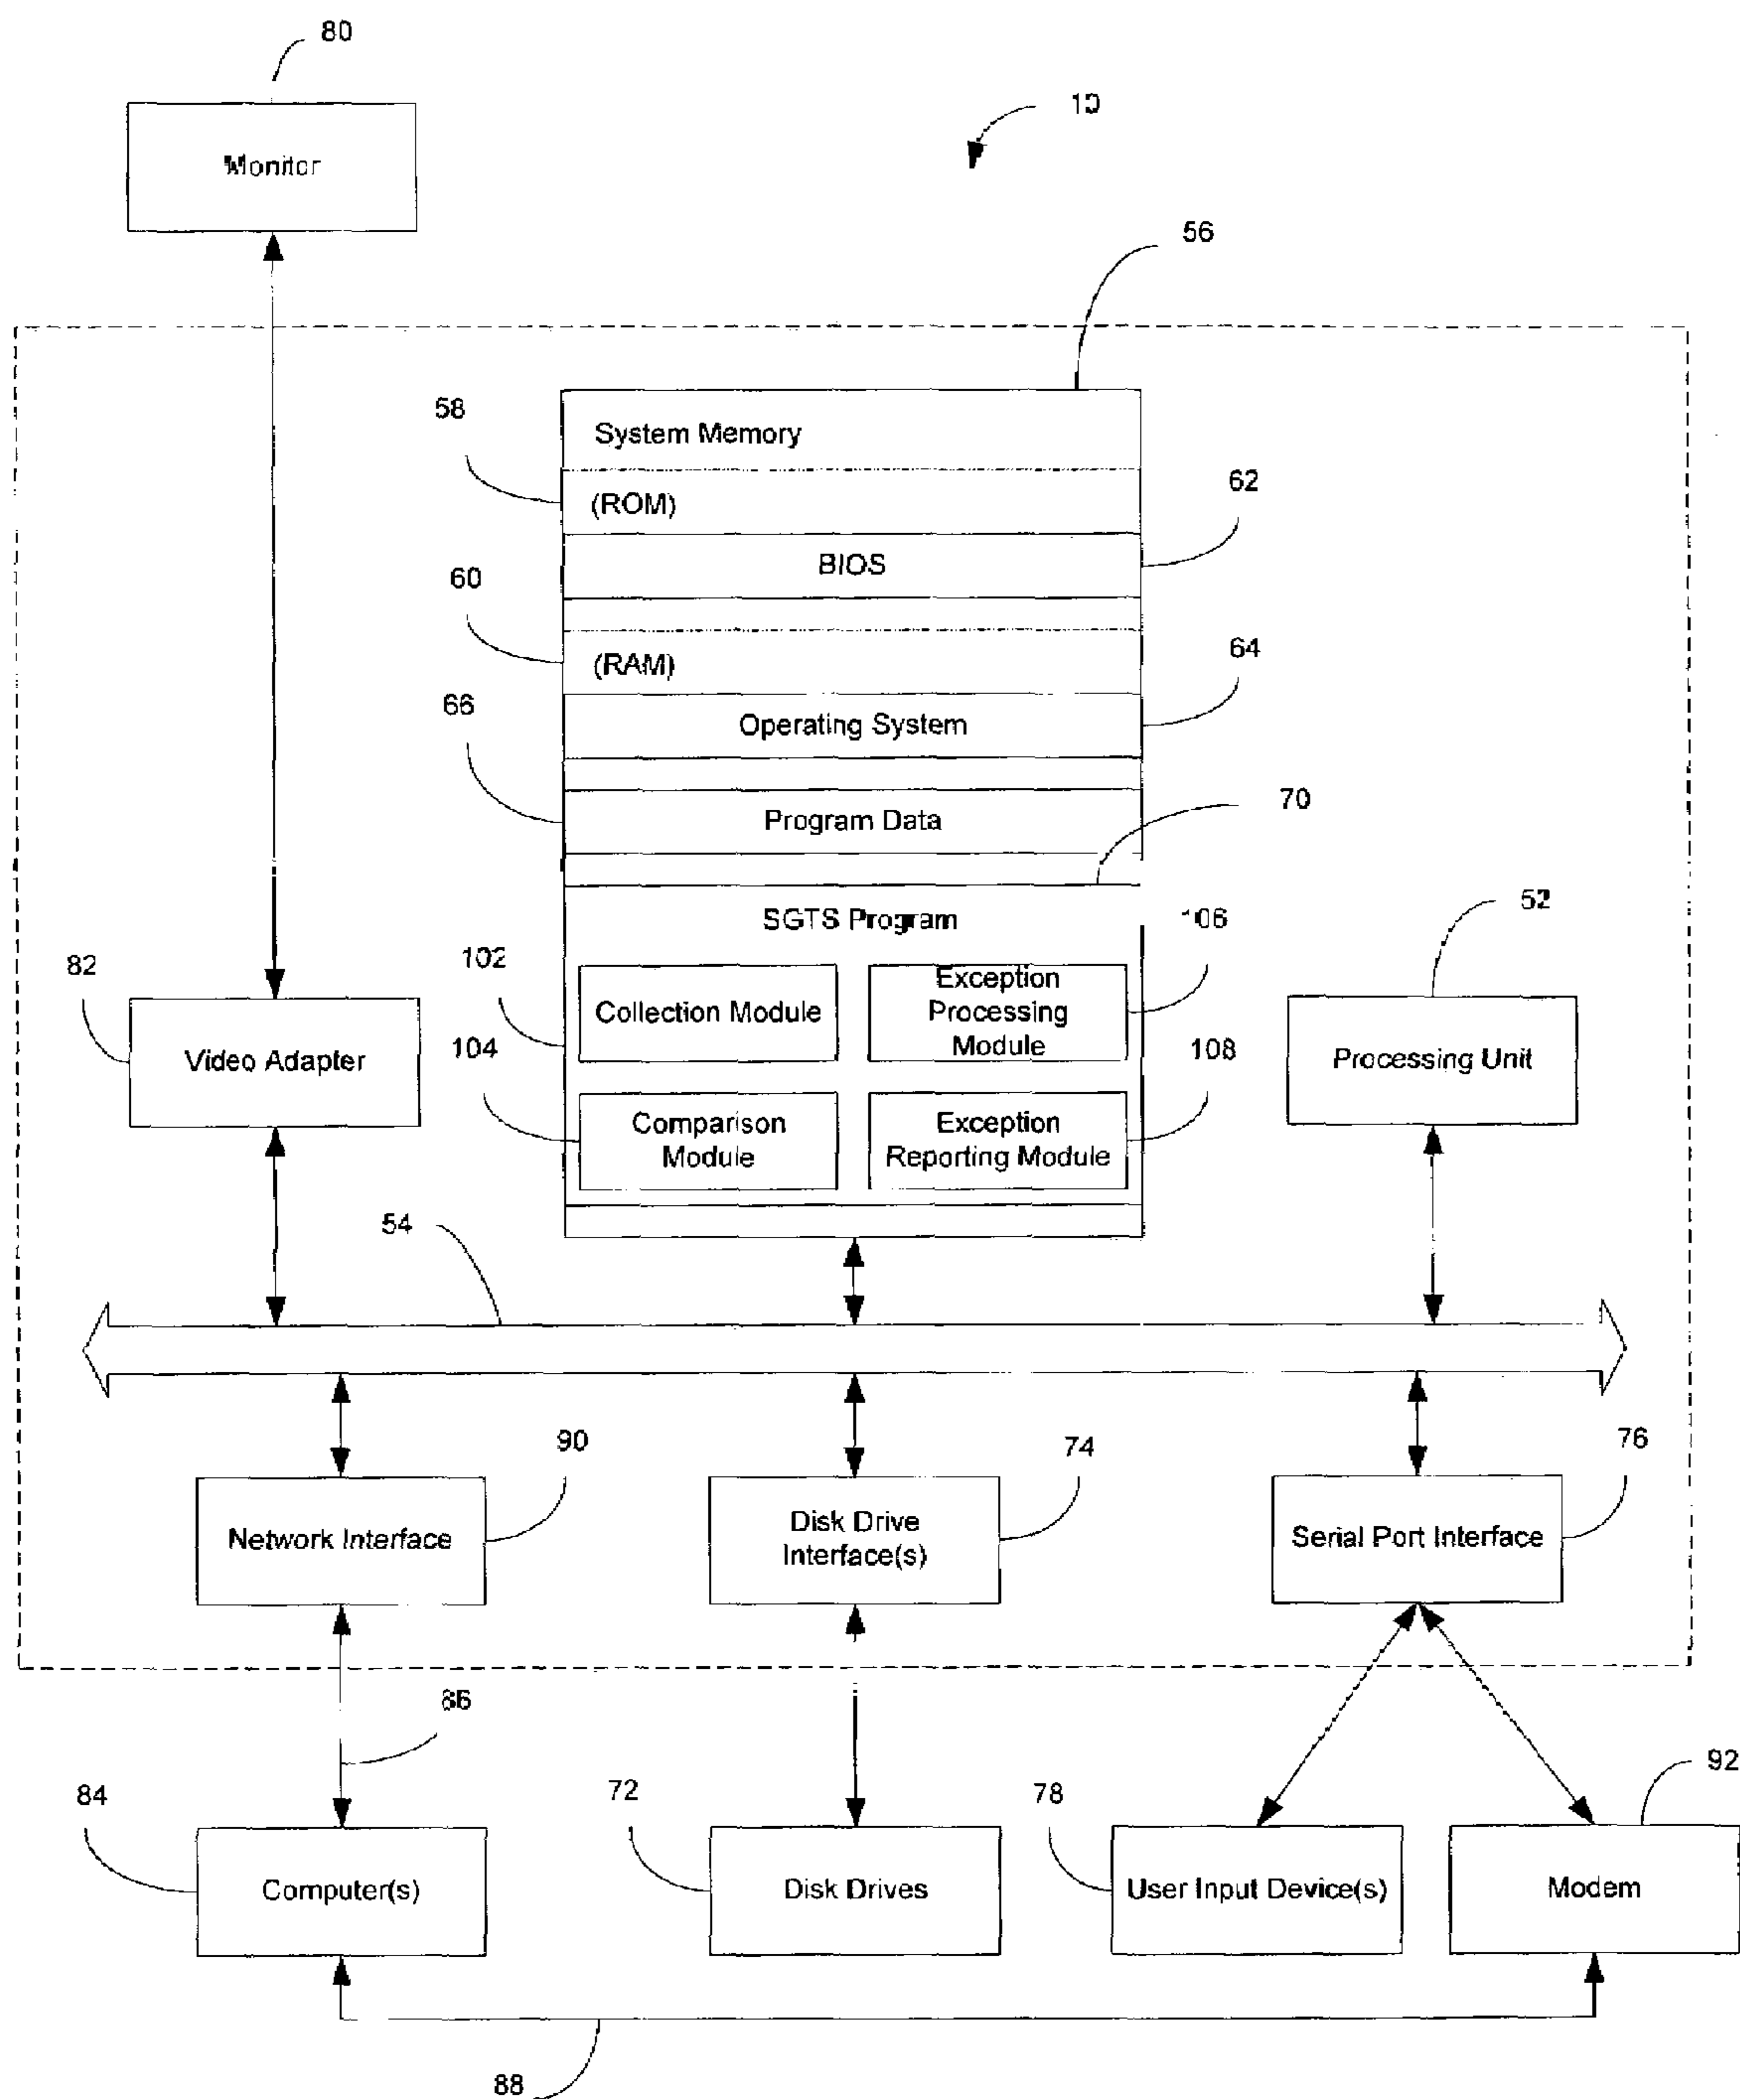 80
Monitor
10
56
System Memory
58
(ROM)
62
BIOS
60
(RAM)
64
Operating System
66
Program Data
70
SGTS Program
106
52
102
Collection Module
Exception
Processing
Module
82
Video Adapter
104
108
Processing Unit
Comparison
Module
Exception
Reporting Module
54
90
74
76
Network Interface
Disk Drive
Interface(s)
Serial Port Interface
86
84
72
78
92
Computer(s)
Disk Drives
User Input Device(s)
Modem
88